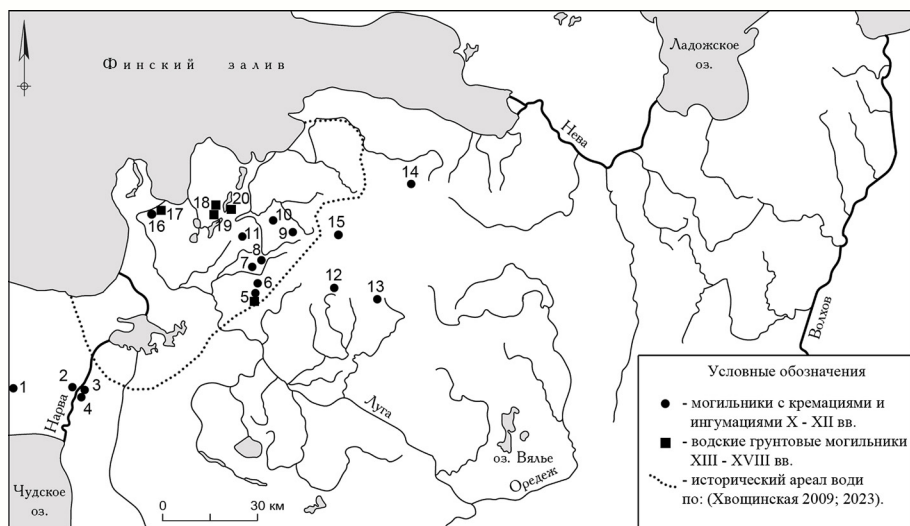 Финский залив
Ладожское
оз.
Нева
14
20
18
17
16
19
10
15
9
11
8
7
6
12
13
5
Волхов
1
2
3
4
Нарва
Луга
оз. Вялье
Оредеж
Чудское
оз.
0 30 км
Условные обозначения
- могильники с кремациями и
ингумациями X - XII вв.
- водские грунтовые могильники
XIII - XVIII вв.
- исторический ареал води
по: (Хвощинская 2009; 2023).